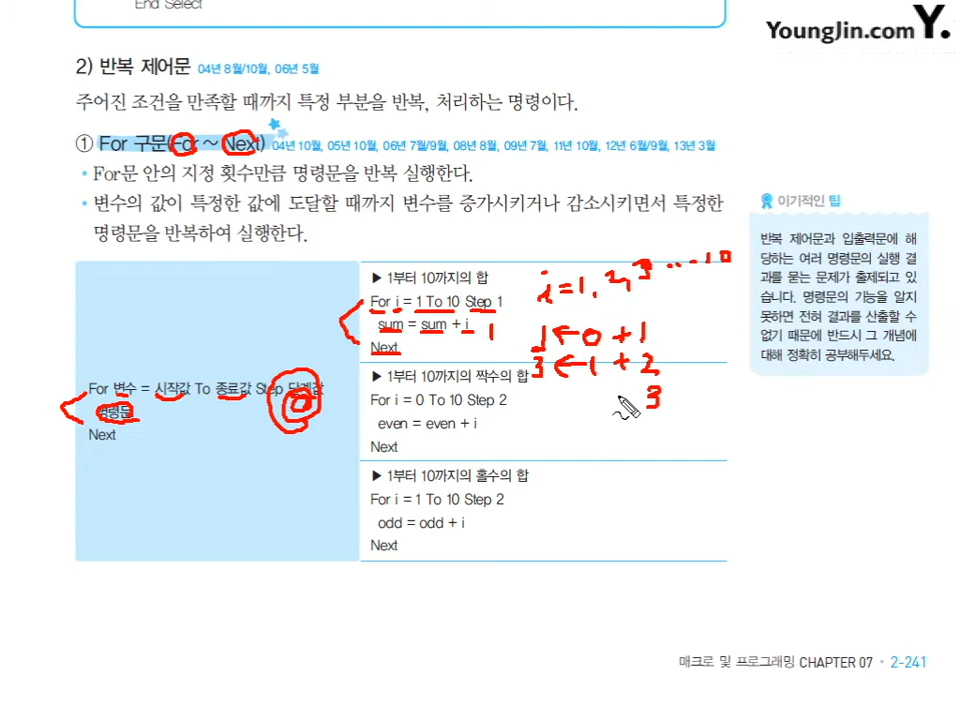 End Select
YoungJin.com Y.
2) 반복 제어문 04년 8월/10월, 06년 5월
주어진 조건을 만족할 때까지 특정 부분을 반복, 처리하는 명령이다.
① For 구문(For ~ Next) 04년 10월, 05년 10월, 06년 7월/9월, 08년 8월, 09년 7월, 11년 10월, 12년 6월/9월, 13년 3월
• For문 안의 지정 횟수만큼 명령문을 반복 실행한다.
• 변수의 값이 특정한 값에 도달할 때까지 변수를 증가시키거나 감소시키면서 특정한
명령문을 반복하여 실행한다.
For 변수 = 시작값 To 종료값 Step 단계값
명령문
Next
▶ 1부터 10까지의 합
For i = 1 To 10 Step 1
sum = sum + i
Next
▶ 1부터 10까지의 짝수의 합
For i = 0 To 10 Step 2
even = even + i
Next
▶ 1부터 10까지의 홀수의 합
For i = 1 To 10 Step 2
odd = odd + i
Next
i = 1, 2, 3 ... 10
1
1 ← 0 + 1
3 ← 1 + 2
3
이기적인 팁
반복 제어문과 입출력문에 해
당하는 여러 명령문의 실행 결
과를 묻는 문제가 출제되고 있
습니다. 명령문의 기능을 알지
못하면 전혀 결과를 산출할 수
없기 때문에 반드시 그 개념에
대해 정확히 공부해두세요.
매크로 및 프로그래밍 CHAPTER 07 • 2-241